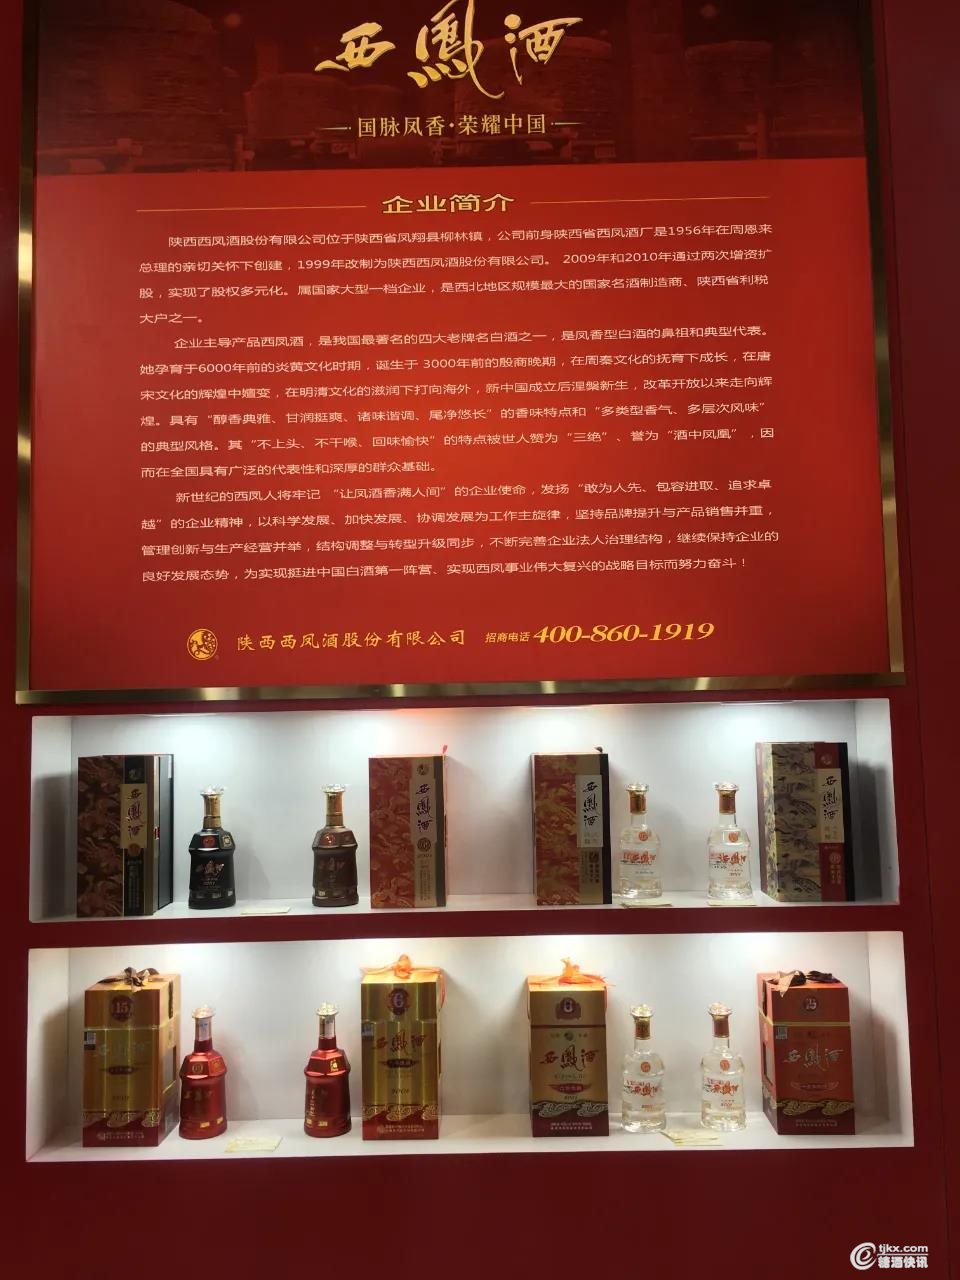 西鳳酒
国脉凤香·荣耀中国
企业简介
陕西西凤酒股份有限公司位于陕西省凤翔县柳林镇，公司前身陕西省西凤酒厂是1956年在周恩来
总理的亲切关怀下创建，1999年改制为陕西西凤酒股份有限公司。 2009年和2010年通过两次增资扩
股，实现了股权多元化。属国家大型一档企业，是西北地区规模最大的国家名酒制造商、陕西省利税
大户之一。
企业主导产品西凤酒，是我国最著名的四大老牌名白酒之一，是凤香型白酒的鼻祖和典型代表。
她孕育于6000年前的炎黄文化时期，诞生于 3000年前的殷商晚期，在周秦文化的抚育下成长，在唐
宋文化的辉煌中嬗变，在明清文化的滋润下打向海外，新中国成立后涅槃新生，改革开放以来走向辉
煌。具有“醇香典雅、甘润挺爽、诸味谐调、尾净悠长”的香味特点和“多类型香气、多层次风味”
的典型风格。其“不上头、不干喉、回味愉快”的特点被世人赞为“三绝”、誉为“酒中凤凰”，因
而在全国具有广泛的代表性和深厚的群众基础。
新世纪的西凤人将牢记 “让凤酒香满人间”的企业使命，发扬“敢为人先、包容进取、追求卓
越”的企业精神，以科学发展、加快发展、协调发展为工作主旋律，坚持品牌提升与产品销售并重，
管理创新与生产经营并举，结构调整与转型升级同步，不断完善企业法人治理结构，继续保持企业的
良好发展态势，为实现挺进中国白酒第一阵营、实现西凤事业伟大复兴的战略目标而努力奋斗！
陕西西凤酒股份有限公司 招商电话 400-860-1919
西鳳酒
西鳳酒
西鳳酒
西鳳酒
15
西鳳酒
6
西鳳酒
6
西鳳酒
25
西鳳酒
tjkx.com
糖酒快讯